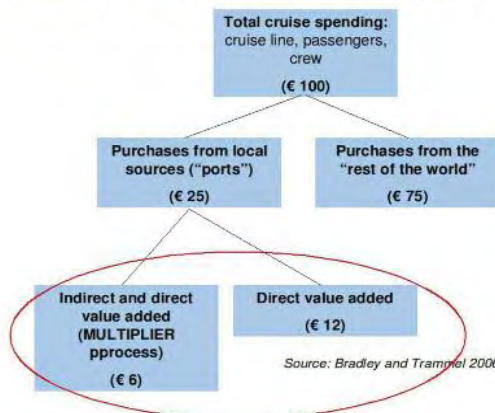 Total cruise spending:
cruise line, passengers,
crew
(€ 100)
Purchases from local
sources ("ports")
(€ 25)
Purchases from the
"rest of the world"
(€ 75)
Indirect and direct
value added
(MULTIPLIER
pprocess)
(€ 6)
Direct value added
(€ 12)
Source: Bradley and Trammel 2006